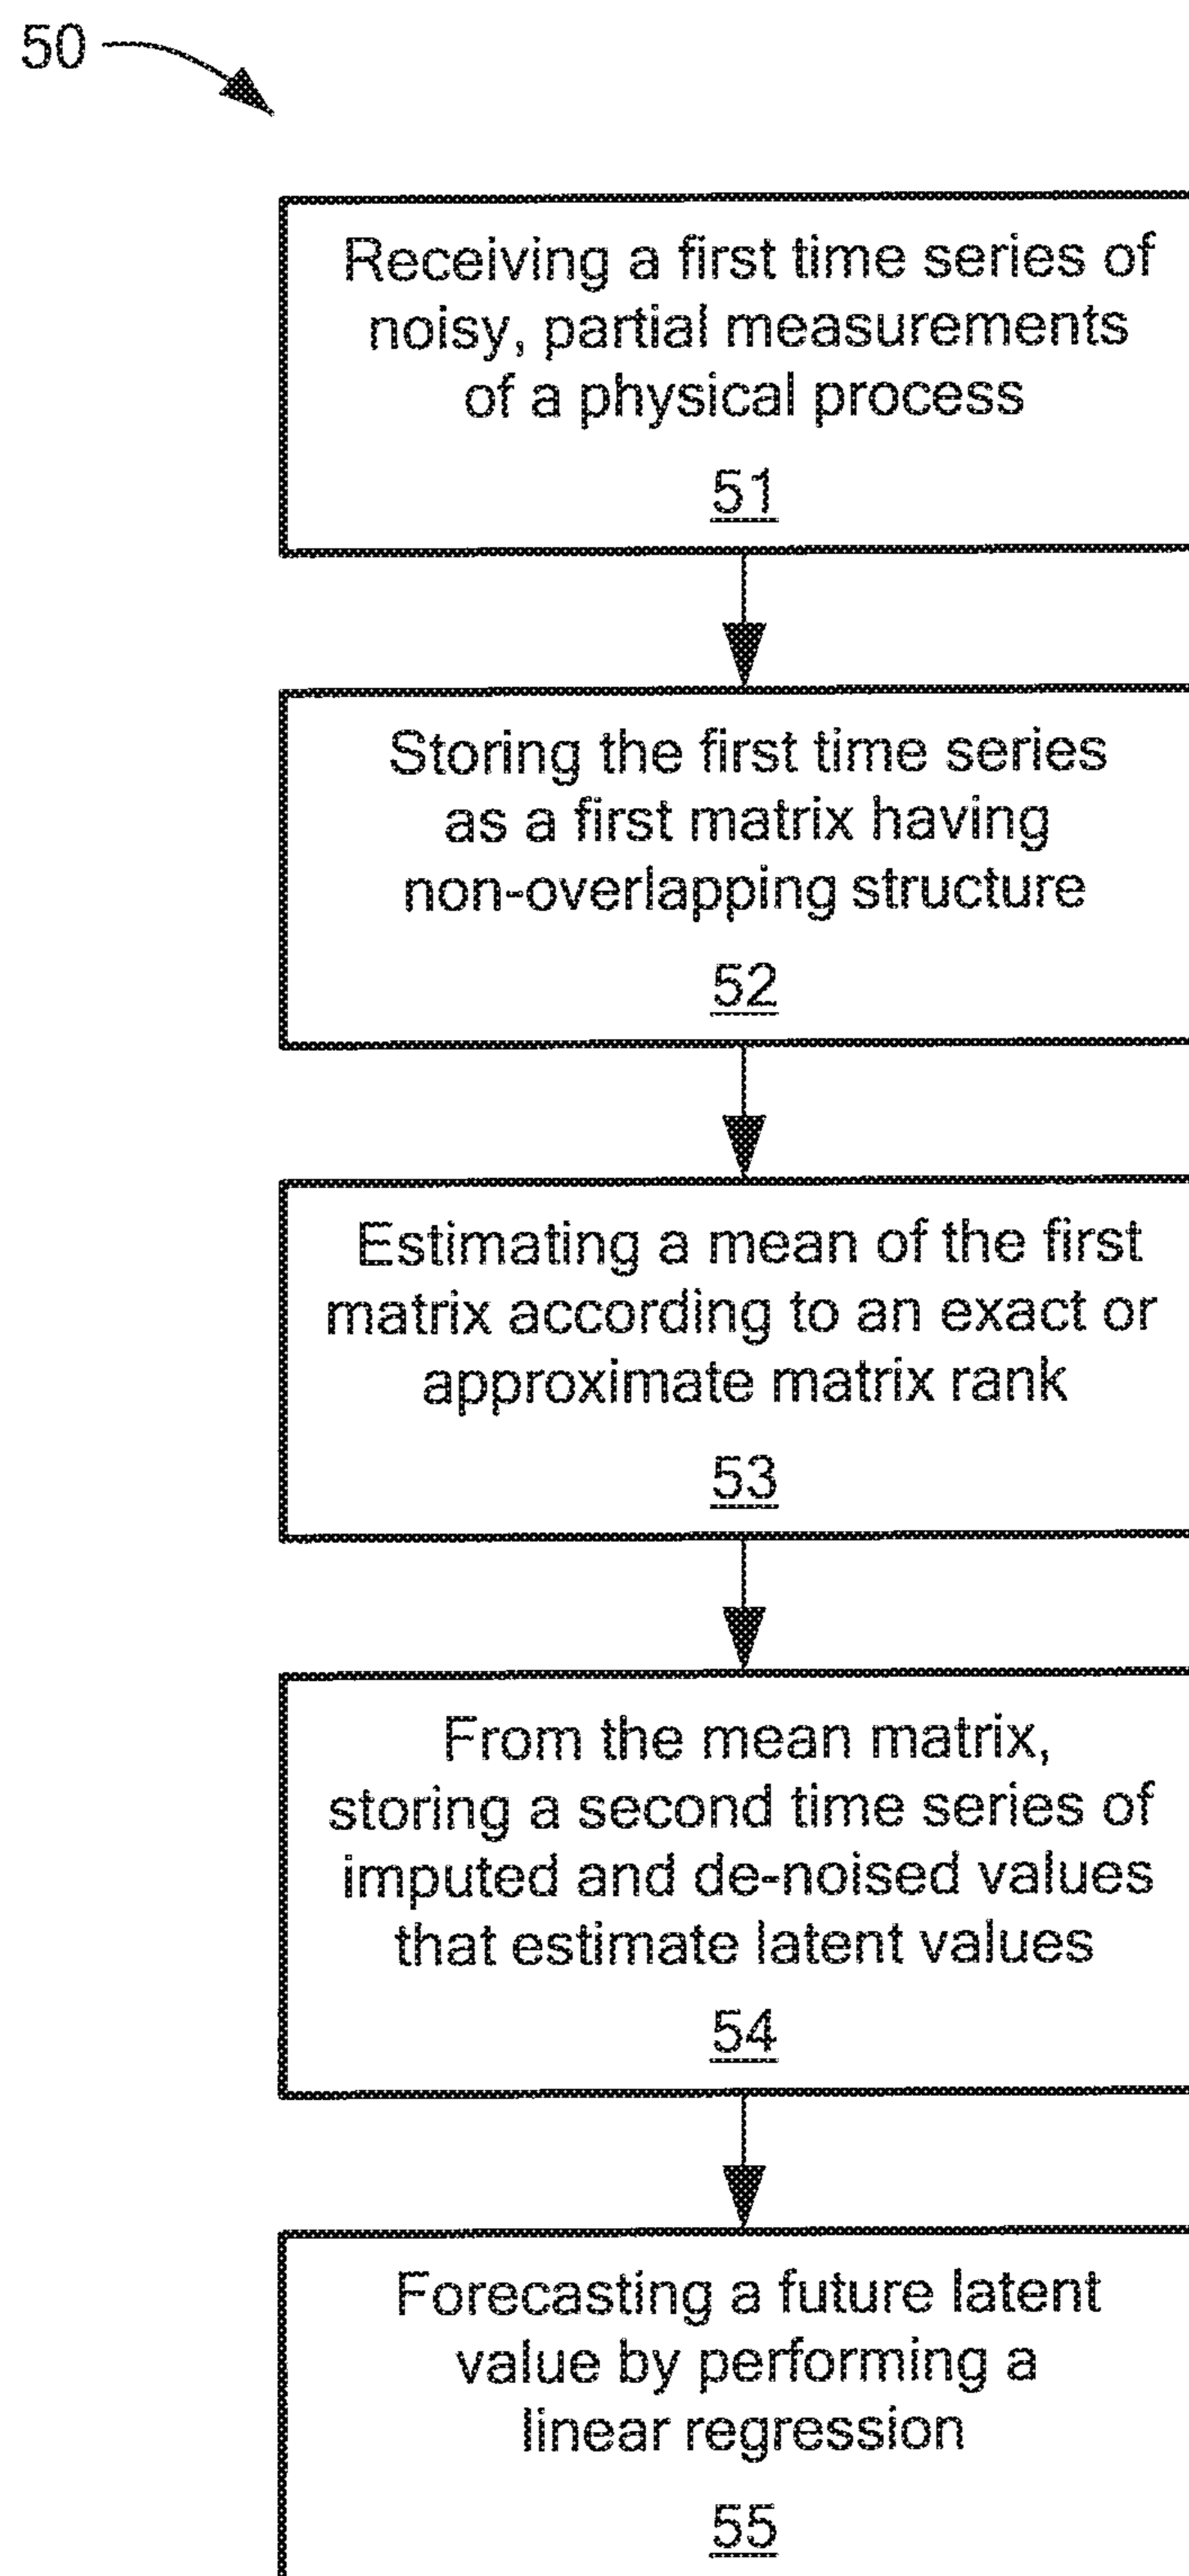 50
Receiving a first time series of
noisy, partial measurements
of a physical process
51
Storing the first time series
as a first matrix having
non-overlapping structure
52
Estimating a mean of the first
matrix according to an exact or
approximate matrix rank
53
From the mean matrix,
storing a second time series of
imputed and de-noised values
that estimate latent values
54
Forecasting a future latent
value by performing a
linear regression
55